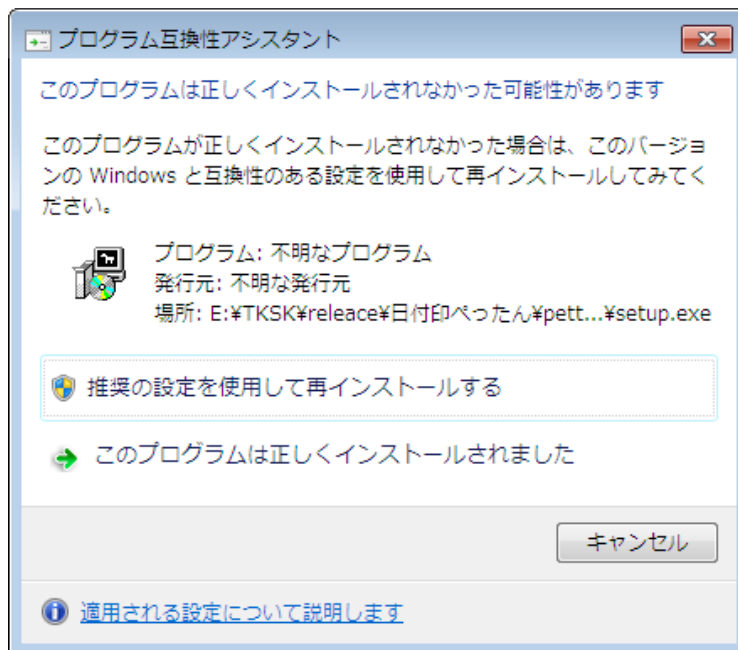 プログラム互換性アシスタント
このプログラムは正しくインストールされなかった可能性があります
このプログラムが正しくインストールされなかった場合は、このバージョ
ンの Windows と互換性のある設定を使用して再インストールしてみてく
ださい。
プログラム: 不明なプログラム
発行元: 不明な発行元
場所: E:¥TKSK¥releace¥日付印ぺったん¥pett...¥setup.exe
推奨の設定を使用して再インストールする
このプログラムは正しくインストールされました
キャンセル
適用される設定について説明します